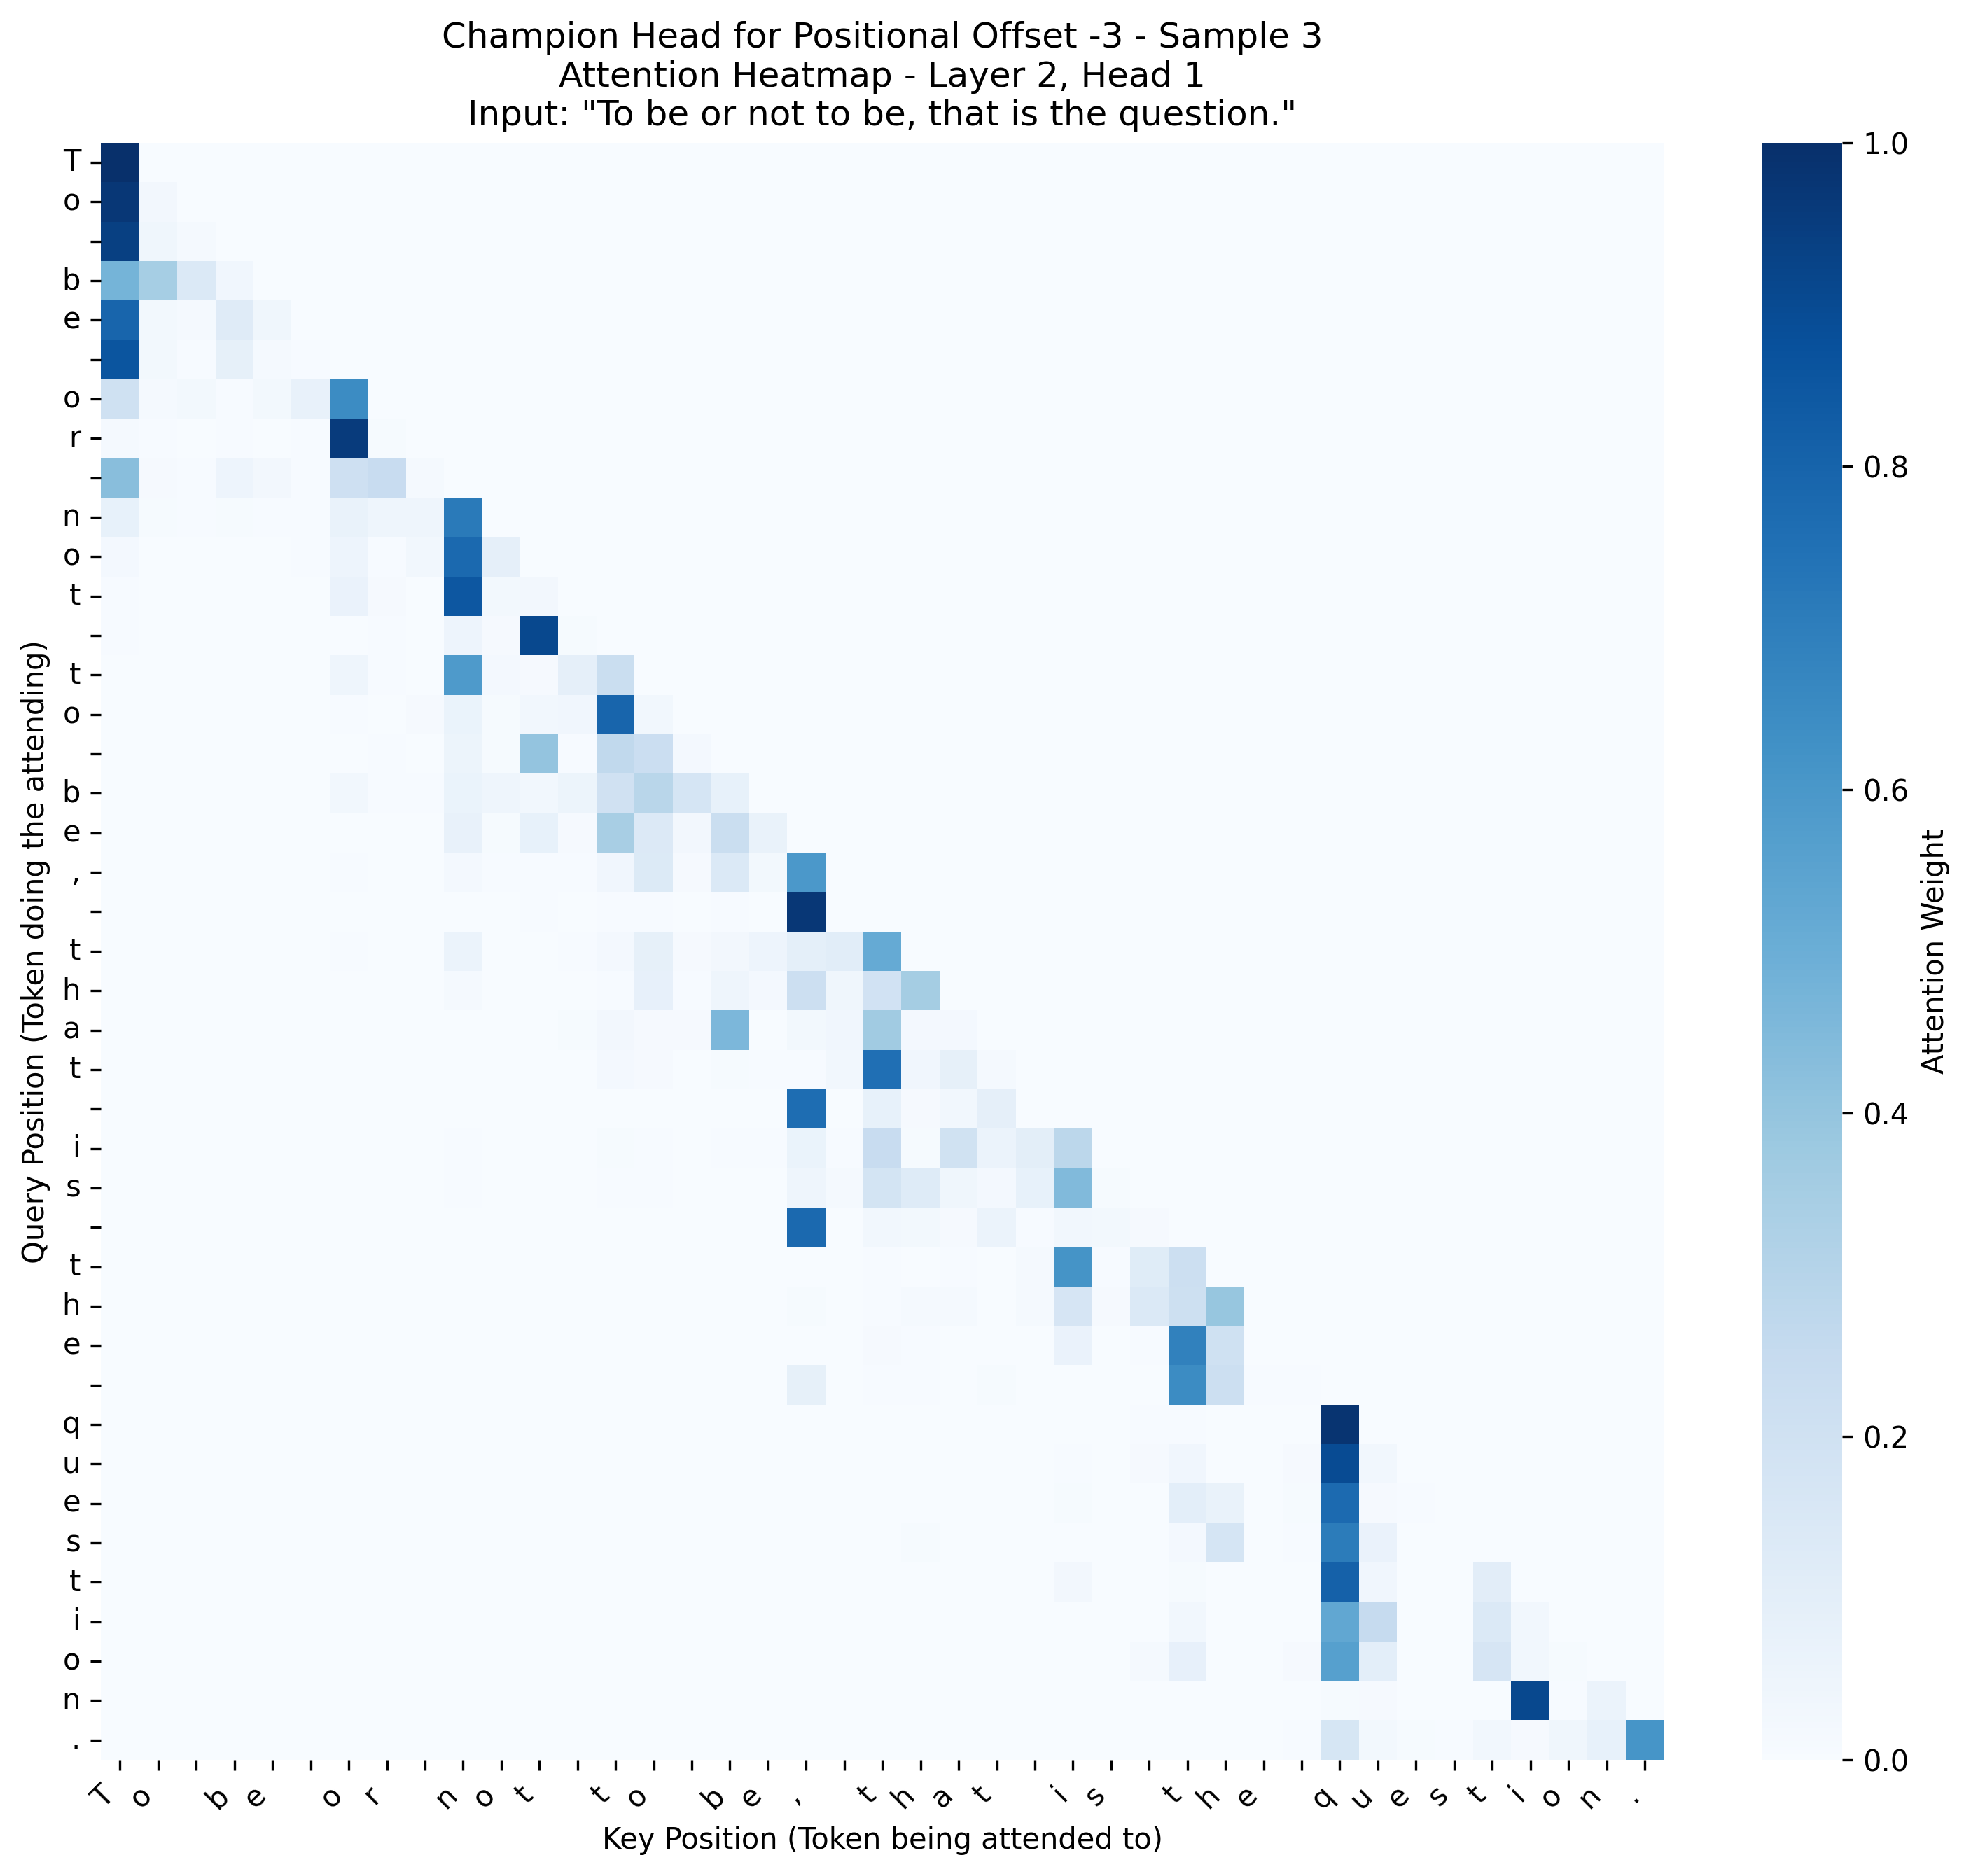 Champion Head for Positional Offset -3 - Sample 3
Attention Heatmap - Layer 2, Head 1
Input: "To be or not to be, that is the question."
T
o
b
e
o
r
n
o
t
t
o
b
e
,
t
h
a
t
i
s
t
h
e
q
u
e
s
t
i
o
n
.
Query Position (Token doing the attending)
T o b e o r n o t t o b e , t h a t i s t h e q u e s t i o n .
Key Position (Token being attended to)
1.0
0.8
0.6
0.4
0.2
0.0
Attention Weight